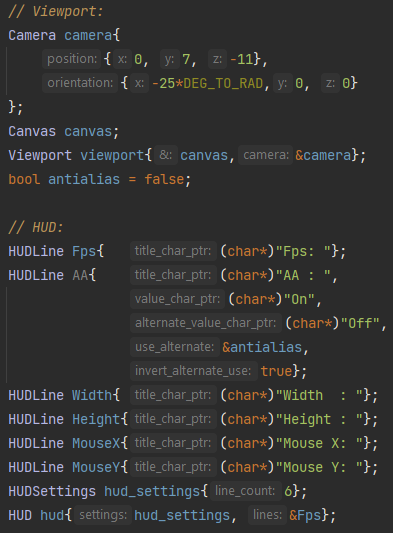 // Viewport:
Camera camera{
position: {x: 0, y: 7, z: -11},
orientation: {x: -25*DEG_TO_RAD, y: 0, z: 0}
};
Canvas canvas;
Viewport viewport{&: canvas, camera: &camera};
bool antialias = false;
// HUD:
HUDLine Fps{ title_char_ptr: (char*)"Fps: "};
HUDLine AA{ title_char_ptr: (char*)"AA : ",
value_char_ptr: (char*)"On",
alternate_value_char_ptr: (char*)"Off",
use_alternate: &antialias,
invert_alternate_use: true};
HUDLine Width{ title_char_ptr: (char*)"Width  : "};
HUDLine Height{ title_char_ptr: (char*)"Height : "};
HUDLine MouseX{ title_char_ptr: (char*)"Mouse X: "};
HUDLine MouseY{ title_char_ptr: (char*)"Mouse Y: "};
HUDSettings hud_settings{ line_count: 6};
HUD hud{ settings: hud_settings, lines: &Fps};